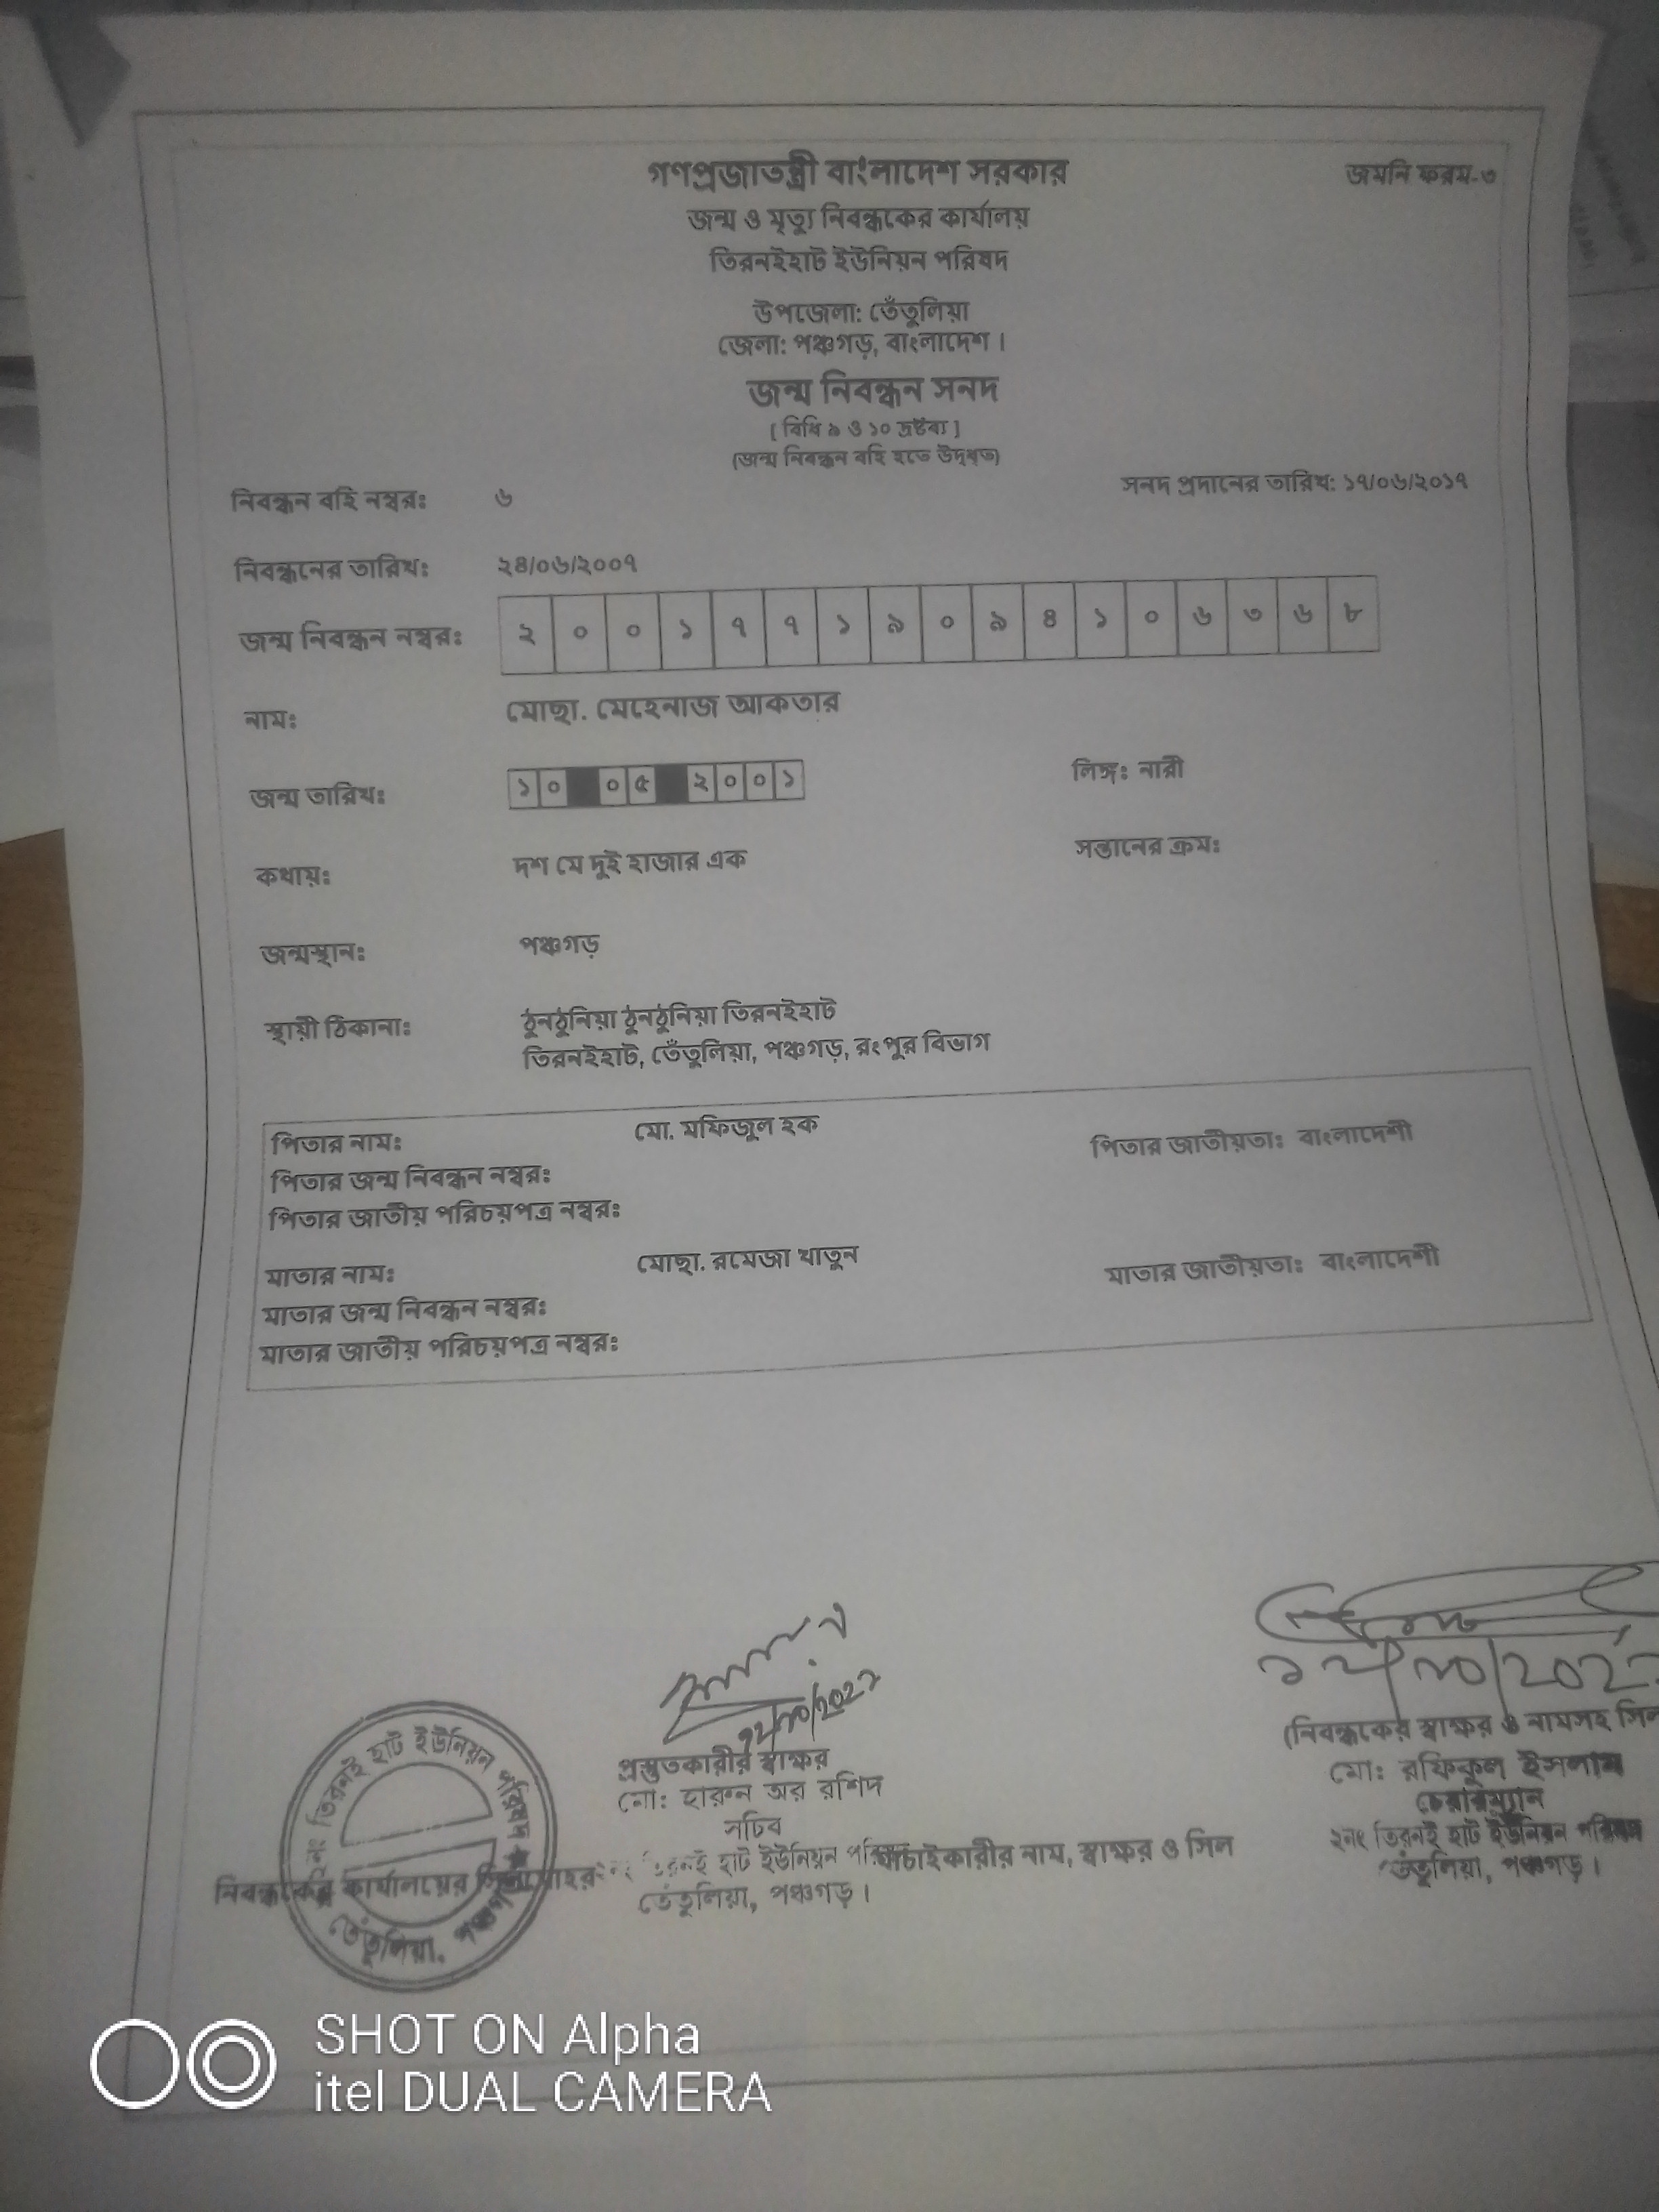 গণপ্রজাতন্ত্রী বাংলাদেশ সরকার
জমনি ফরম-৩
জন্ম ও মৃত্যু নিবন্ধকের কার্যালয়
তিরনইহাট ইউনিয়ন পরিষদ
উপজেলা: তেঁতুলিয়া
জেলা: পঞ্চগড়, বাংলাদেশ।
জন্ম নিবন্ধন সনদ
[ বিধি ৯ ও ১০ দ্রষ্টব্য ]
(জন্ম নিবন্ধন বহি হতে উদ্ধৃত)
নিবন্ধন বহি নম্বরঃ ৬ সনদ প্রদানের তারিখ: ১৭/০৬/২০১৭
নিবন্ধনের তারিখঃ ২৪/০৬/২০০৭
জন্ম নিবন্ধন নম্বরঃ ২ ০ ০ ১ ৭ ৭ ১ ৯ ০ ৯ ৪ ১ ০ ৬ ৩ ৬ ৮
নামঃ মোছা. মেহেনাজ আকতার
জন্ম তারিখঃ ১ ০ ০ ৫ ২ ০ ০ ১ লিঙ্গঃ নারী
কথায়ঃ দশ মে দুই হাজার এক সন্তানের ক্রমঃ
জন্মস্থানঃ পঞ্চগড়
স্থায়ী ঠিকানাঃ ঠুনঠুনিয়া ঠুনঠুনিয়া তিরনইহাট
তিরনইহাট, তেঁতুলিয়া, পঞ্চগড়, রংপুর বিভাগ
পিতার নামঃ মো. মফিজুল হক পিতার জাতীয়তাঃ বাংলাদেশী
পিতার জন্ম নিবন্ধন নম্বরঃ
পিতার জাতীয় পরিচয়পত্র নম্বরঃ
মাতার নামঃ মোছা. রমেজা খাতুন মাতার জাতীয়তাঃ বাংলাদেশী
মাতার জন্ম নিবন্ধন নম্বরঃ
মাতার জাতীয় পরিচয়পত্র নম্বরঃ
প্রস্তুতকারীর স্বাক্ষর
মো: হারুন অর রশিদ
সচিব
তিরনই হাট ইউনিয়ন পরিষদ
তেঁতুলিয়া, পঞ্চগড়।
যাচাইকারীর নাম, স্বাক্ষর ও সিল
(নিবন্ধকের স্বাক্ষর ও নামসহ সিল
মো: রফিকুল ইসলাম
চেয়ারম্যান
২নং তিরনই হাট ইউনিয়ন পরিষদ
তেঁতুলিয়া, পঞ্চগড়।
২নং তিরনই হাট ইউনিয়ন পরিষদ
তেঁতুলিয়া, পঞ্চগড়
নিবন্ধকের কার্যালয়ের সিলমোহর
SHOT ON Alpha
itel DUAL CAMERA